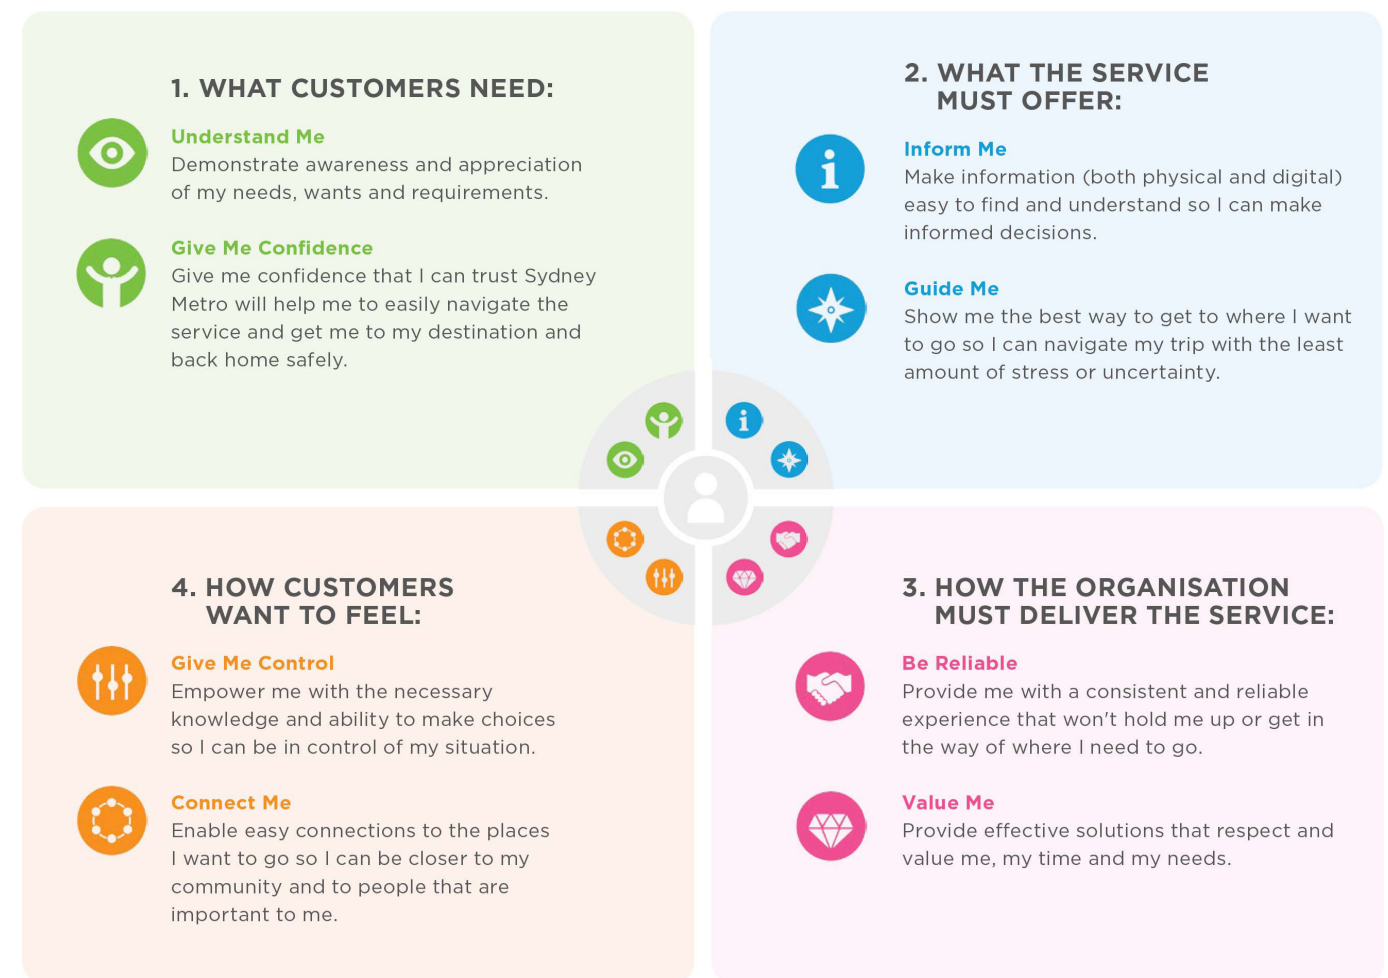 1. WHAT CUSTOMERS NEED:
Understand Me
Demonstrate awareness and appreciation
of my needs, wants and requirements.
Give Me Confidence
Give me confidence that I can trust Sydney
Metro will help me to easily navigate the
service and get me to my destination and
back home safely.
2. WHAT THE SERVICE
MUST OFFER:
Inform Me
Make information (both physical and digital)
easy to find and understand so I can make
informed decisions.
Guide Me
Show me the best way to get to where I want
to go so I can navigate my trip with the least
amount of stress or uncertainty.
3. HOW THE ORGANISATION
MUST DELIVER THE SERVICE:
Be Reliable
Provide me with a consistent and reliable
experience that won't hold me up or get in
the way of where I need to go.
Value Me
Provide effective solutions that respect and
value me, my time and my needs.
4. HOW CUSTOMERS
WANT TO FEEL:
Give Me Control
Empower me with the necessary
knowledge and ability to make choices
so I can be in control of my situation.
Connect Me
Enable easy connections to the places
I want to go so I can be closer to my
community and to people that are
important to me.